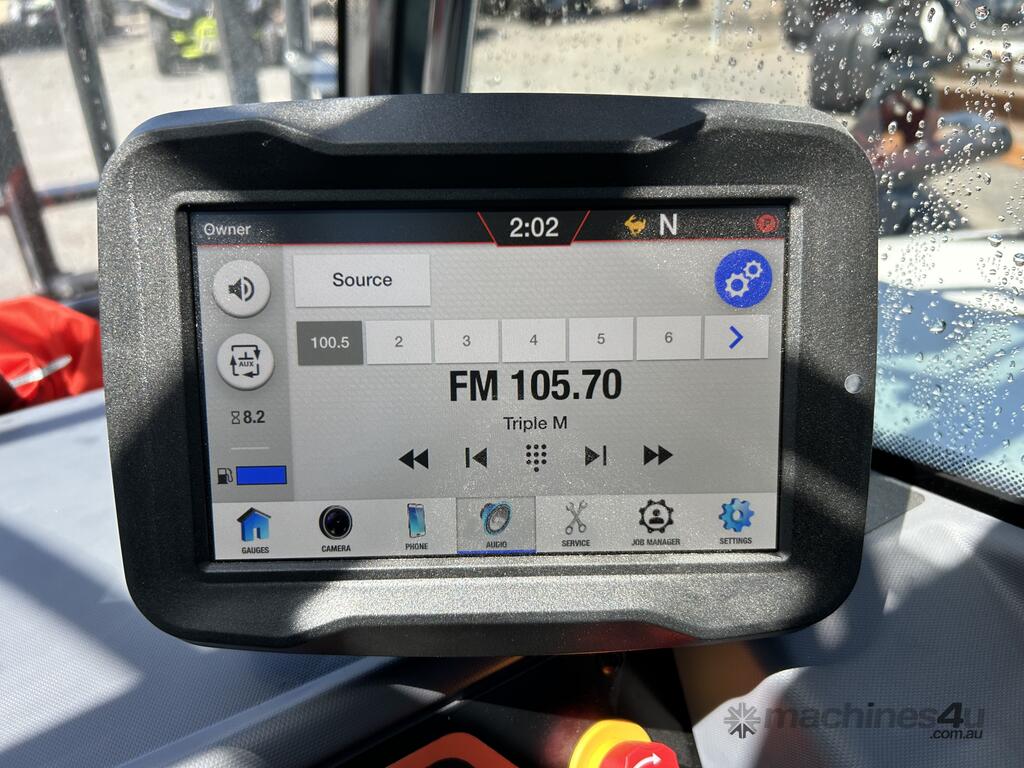 Owner 2:02 N P
Source
100.5 2 3 4 5 6
FM 105.70
AUX
Triple M
8.2
GAUGES CAMERA PHONE AUDIO SERVICE JOB MANAGER SETTINGS
machines4u
.com.au